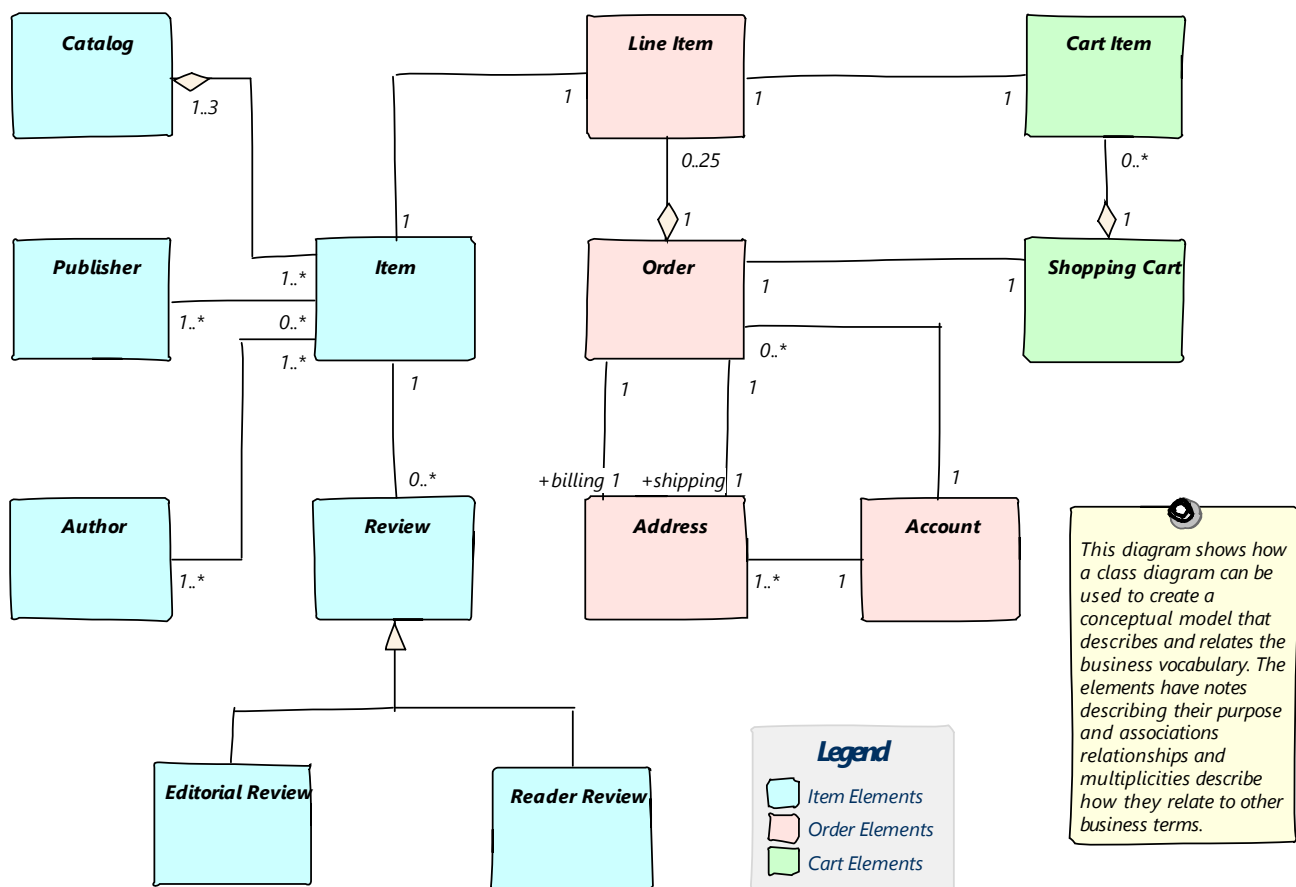 Catalog
Line Item
Cart Item
1..3
1
1
1
0..25
0..*
1
1
1
Publisher
Item
Order
Shopping Cart
1..*
1
1
1..*
0..*
1..*
0..*
1
1
1
0..*
1
+billing 1
+shipping 1
Author
Review
Address
Account
1..*
1..*
1
This diagram shows how
a class diagram can be
used to create a
conceptual model that
describes and relates the
business vocabulary. The
elements have notes
describing their purpose
and associations
relationships and
multiplicities describe
how they relate to other
business terms.
Editorial Review
Reader Review
Legend
Item Elements
Order Elements
Cart Elements